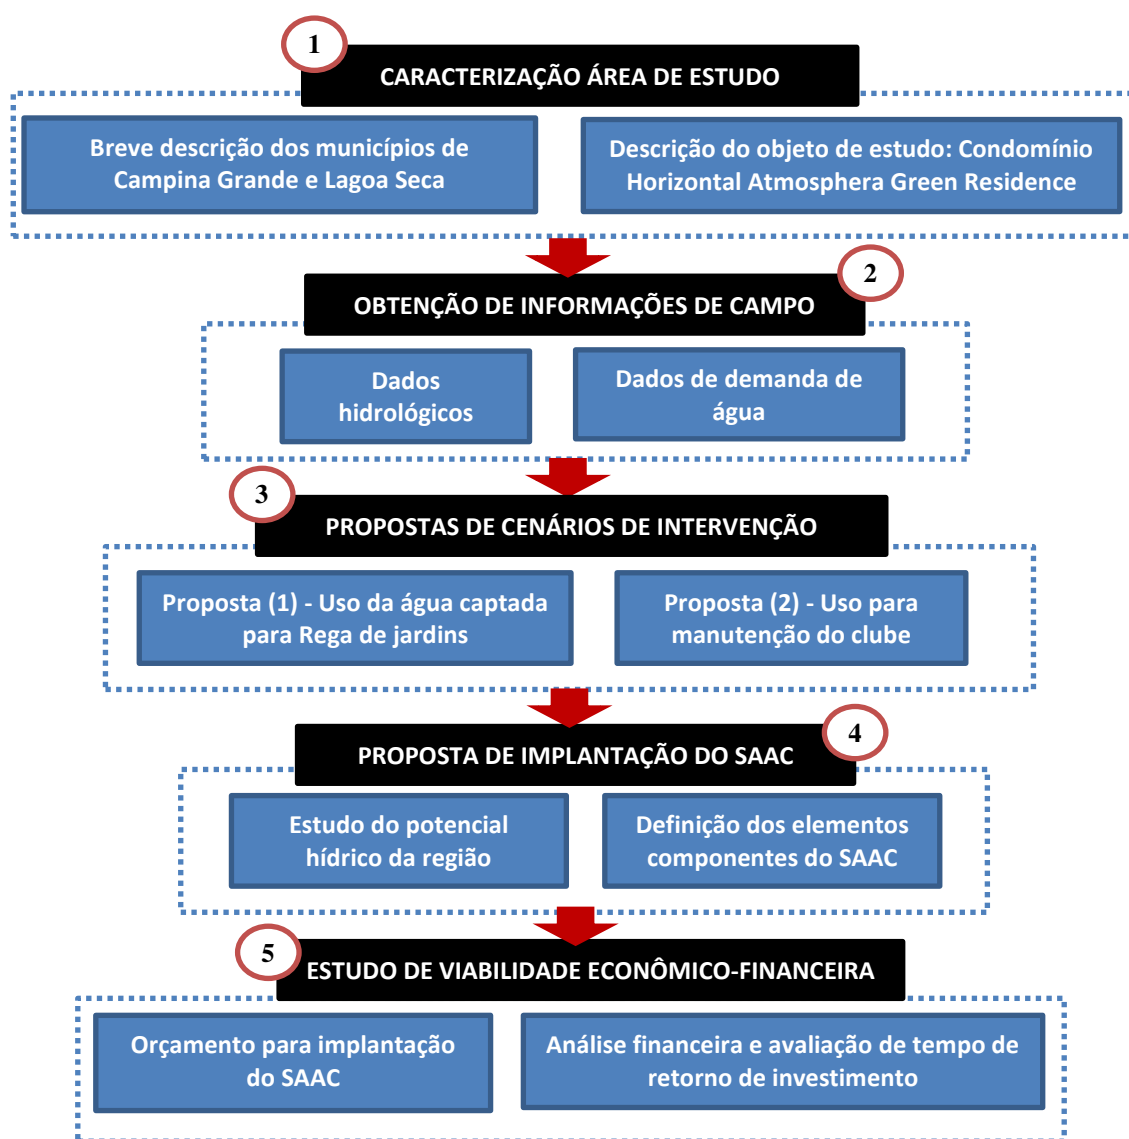 1
CARACTERIZAÇÃO ÁREA DE ESTUDO
Breve descrição dos municípios de
Campina Grande e Lagoa Seca
Descrição do objeto de estudo: Condomínio
Horizontal Atmosphera Green Residence
2
OBTENÇÃO DE INFORMAÇÕES DE CAMPO
Dados
hidrológicos
Dados de demanda de
água
3
PROPOSTAS DE CENÁRIOS DE INTERVENÇÃO
Proposta (1) - Uso da água captada
para Rega de jardins
Proposta (2) - Uso para
manutenção do clube
4
PROPOSTA DE IMPLANTAÇÃO DO SAAC
Estudo do potencial
hídrico da região
Definição dos elementos
componentes do SAAC
5
ESTUDO DE VIABILIDADE ECONÔMICO-FINANCEIRA
Orçamento para implantação
do SAAC
Análise financeira e avaliação de tempo de
retorno de investimento